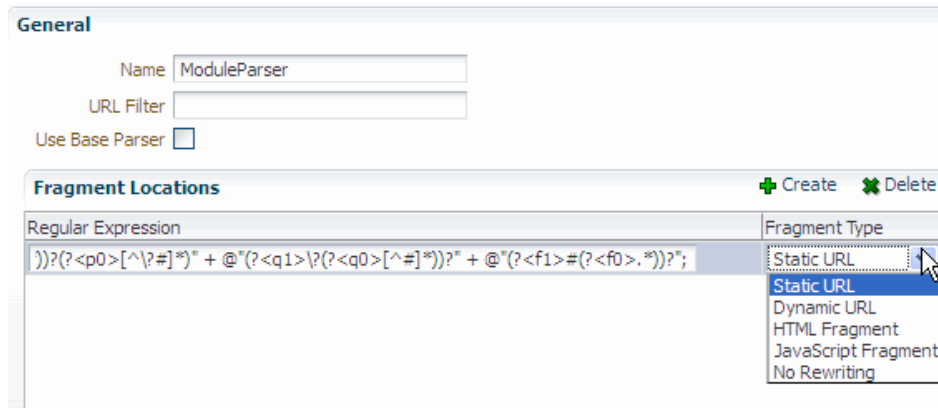 General
Name ModuleParser
URL Filter
Use Base Parser
Fragment Locations Create Delete
Regular Expression Fragment Type
))?(?<p0>[^\?#]*)" + @"(?<q1>\?(?<q0>[^#]*))?" + @"(?<f1>#(?<f0>.*))?"; Static URL
Static URL
Dynamic URL
HTML Fragment
JavaScript Fragment
No Rewriting